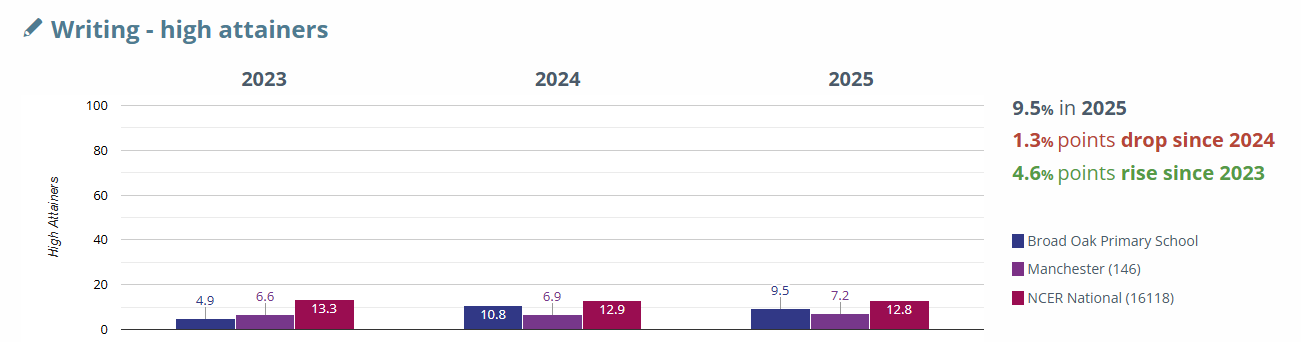 Writing - high attainers
2023 2024 2025
100
80
60
40
20
0
High Attainers
4.9 6.6 13.3
10.8 6.9 12.9
9.5 7.2 12.8
9.5% in 2025
1.3% points drop since 2024
4.6% points rise since 2023
Broad Oak Primary School
Manchester (146)
NCER National (16118)